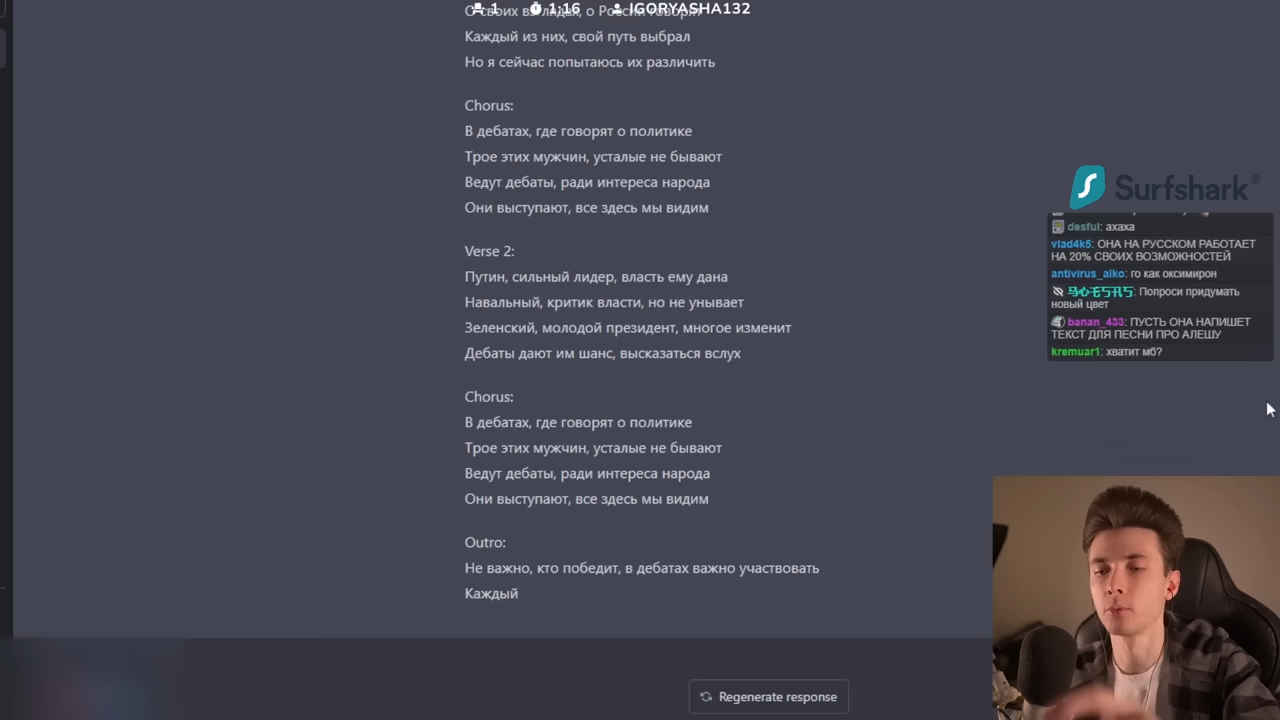 1
1:16
IGORYASHA132
О своих взглядах, о России говорят
Каждый из них, свой путь выбрал
Но я сейчас попытаюсь их различить
Chorus:
В дебатах, где говорят о политике
Трое этих мужчин, усталые не бывают
Ведут дебаты, ради интереса народа
Они выступают, все здесь мы видим
Verse 2:
Путин, сильный лидер, власть ему дана
Навальный, критик власти, но не унывает
Зеленский, молодой президент, многое изменит
Дебаты дают им шанс, высказаться вслух
Chorus:
В дебатах, где говорят о политике
Трое этих мужчин, усталые не бывают
Ведут дебаты, ради интереса народа
Они выступают, все здесь мы видим
Outro:
Не важно, кто победит, в дебатах важно участвовать
Каждый
Regenerate response
Surfshark®
desful: ахаха
vlad4k5: ОНА НА РУССКОМ РАБОТАЕТ
НА 20% СВОИХ ВОЗМОЖНОСТЕЙ
antivirus_alko: го как оксимирон
Попроси придумать
новый цвет
banan_433: ПУСТЬ ОНА НАПИШЕТ
ТЕКСТ ДЛЯ ПЕСНИ ПРО АЛЕШУ
kremuar1: хватит мб?